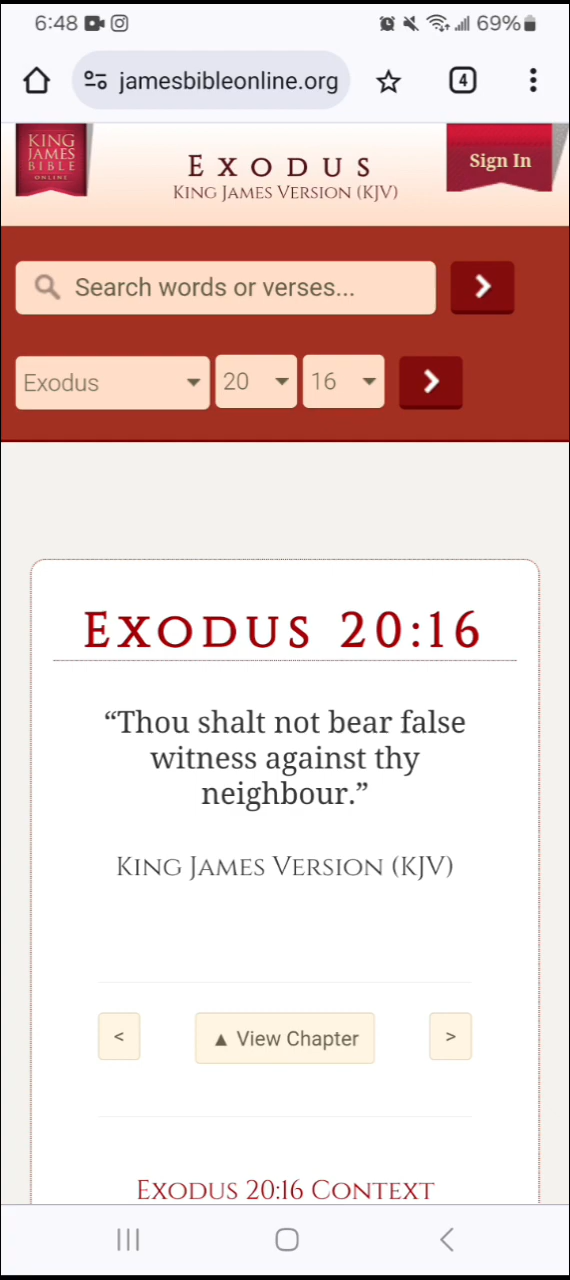 6:48 69%
jamesbibleonline.org 4
KING
JAMES
BIBLE
ONLINE
EXODUS
KING JAMES VERSION (KJV)
Sign In
Search words or verses...
Exodus 20 16
EXODUS 20:16
“Thou shalt not bear false
witness against thy
neighbour.”
KING JAMES VERSION (KJV)
< ▲ View Chapter >
EXODUS 20:16 CONTEXT